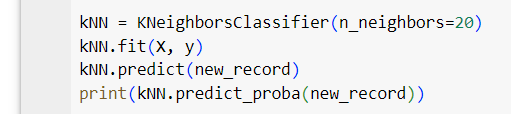 kNN = KNeighborsClassifier(n_neighbors=20)
kNN.fit(X, y)
kNN.predict(new_record)
print(kNN.predict_proba(new_record))